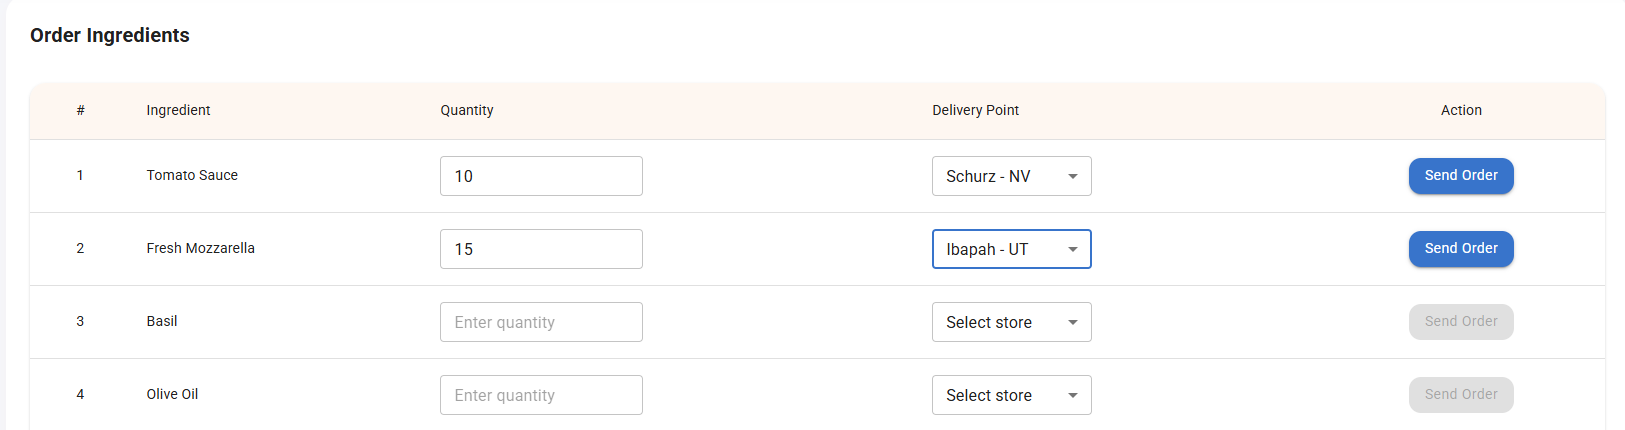 Order Ingredients
# Ingredient Quantity Delivery Point Action
1 Tomato Sauce 10 Schurz - NV Send Order
2 Fresh Mozzarella 15 Ibapah - UT Send Order
3 Basil Enter quantity Select store Send Order
4 Olive Oil Enter quantity Select store Send Order